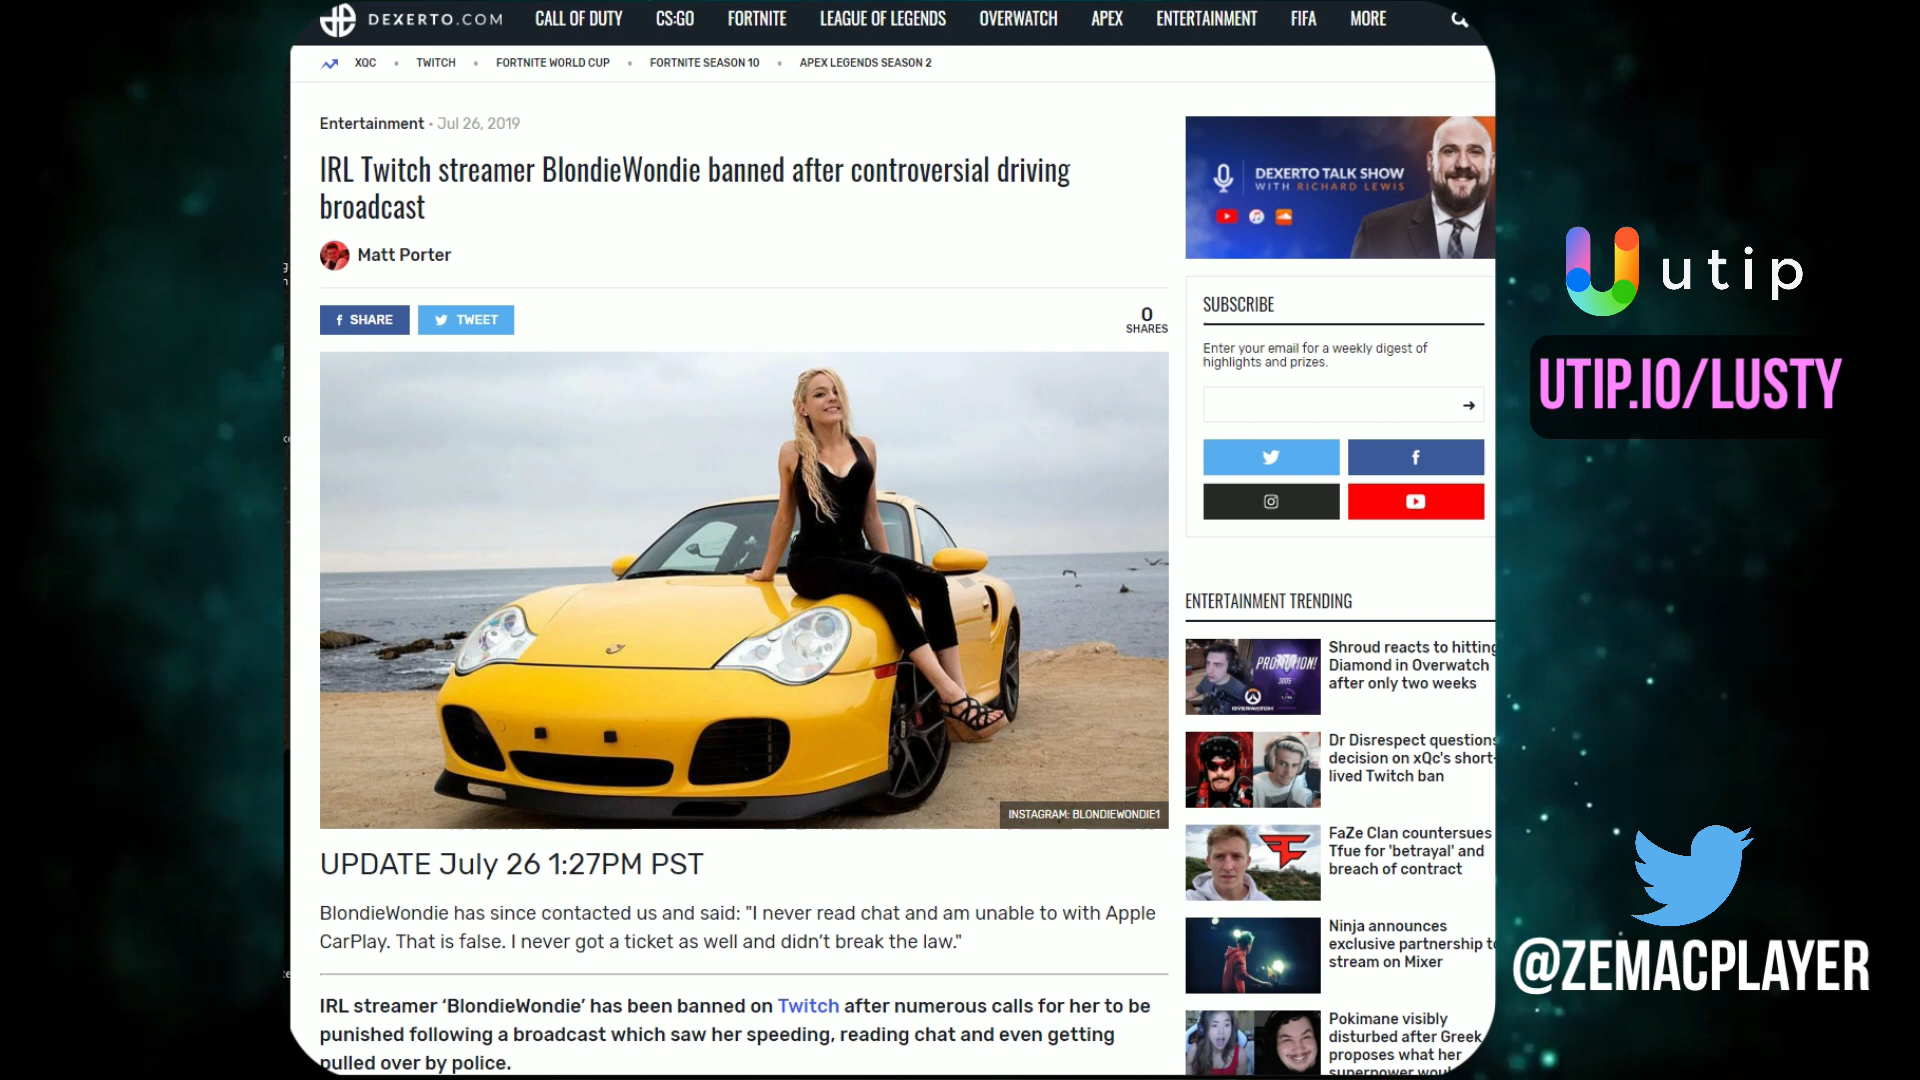 DEXERTO.COM
CALL OF DUTY
CS:GO
FORTNITE
LEAGUE OF LEGENDS
OVERWATCH
APEX
ENTERTAINMENT
FIFA
MORE
XQC • TWITCH • FORTNITE WORLD CUP • FORTNITE SEASON 10 • APEX LEGENDS SEASON 2
Entertainment • Jul 26, 2019
IRL Twitch streamer BlondieWondie banned after controversial driving
broadcast
Matt Porter
SHARE
TWEET
0
SHARES
INSTAGRAM: BLONDIEWONDIE1
UPDATE July 26 1:27PM PST
BlondieWondie has since contacted us and said: "I never read chat and am unable to with Apple
CarPlay. That is false. I never got a ticket as well and didn’t break the law."
IRL streamer ‘BlondieWondie’ has been banned on Twitch after numerous calls for her to be
punished following a broadcast which saw her speeding, reading chat and even getting
pulled over by police.
DEXERTO TALK SHOW
WITH RICHARD LEWIS
SUBSCRIBE
Enter your email for a weekly digest of
highlights and prizes.
ENTERTAINMENT TRENDING
PROMOTION!
3005
OVERWATCH
Shroud reacts to hitting
Diamond in Overwatch
after only two weeks
Dr Disrespect questions
decision on xQc's short-
lived Twitch ban
FaZe Clan countersues
Tfue for 'betrayal' and
breach of contract
Ninja announces
exclusive partnership to
stream on Mixer
Pokimane visibly
disturbed after Greek
proposes what her
superpower woul
utip
UTIP.IO/LUSTY
@ZEMACPLAYER